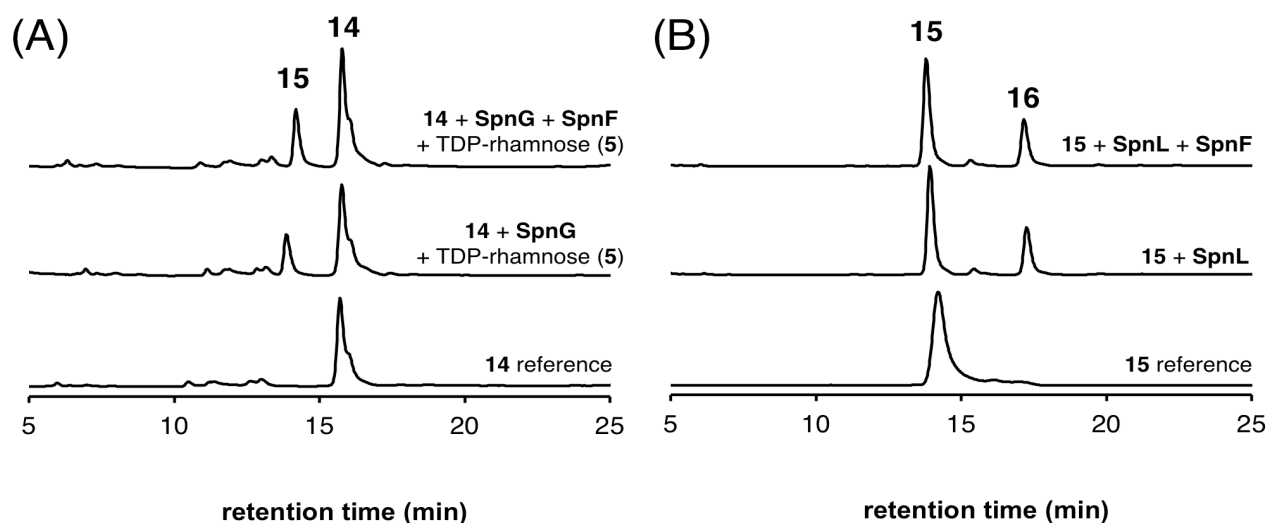 (A)
14
15
14 + SpnG + SpnF
+ TDP-rhamnose (5)
14 + SpnG
+ TDP-rhamnose (5)
14 reference
5 10 15 20 25
retention time (min)
(B)
15
16
15 + SpnL + SpnF
15 + SpnL
15 reference
5 10 15 20 25
retention time (min)